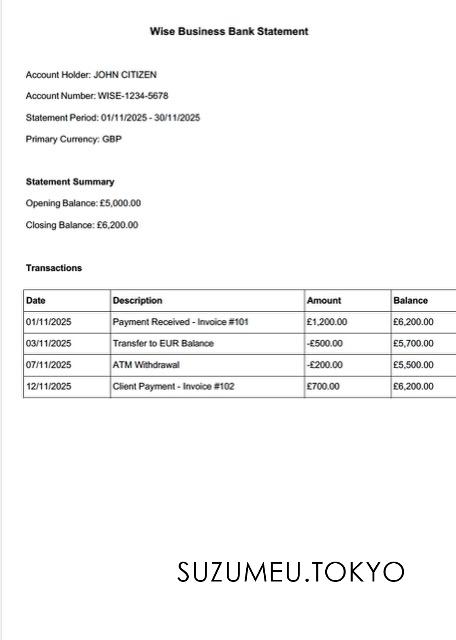 Wise Business Bank Statement
Account Holder: JOHN CITIZEN
Account Number: WISE-1234-5678
Statement Period: 01/11/2025 - 30/11/2025
Primary Currency: GBP
Statement Summary
Opening Balance: £5,000.00
Closing Balance: £6,200.00
Transactions
Date Description Amount Balance
01/11/2025 Payment Received - Invoice #101 £1,200.00 £6,200.00
03/11/2025 Transfer to EUR Balance -£500.00 £5,700.00
07/11/2025 ATM Withdrawal -£200.00 £5,500.00
12/11/2025 Client Payment - Invoice #102 £700.00 £6,200.00
SUZUMEU.TOKYO